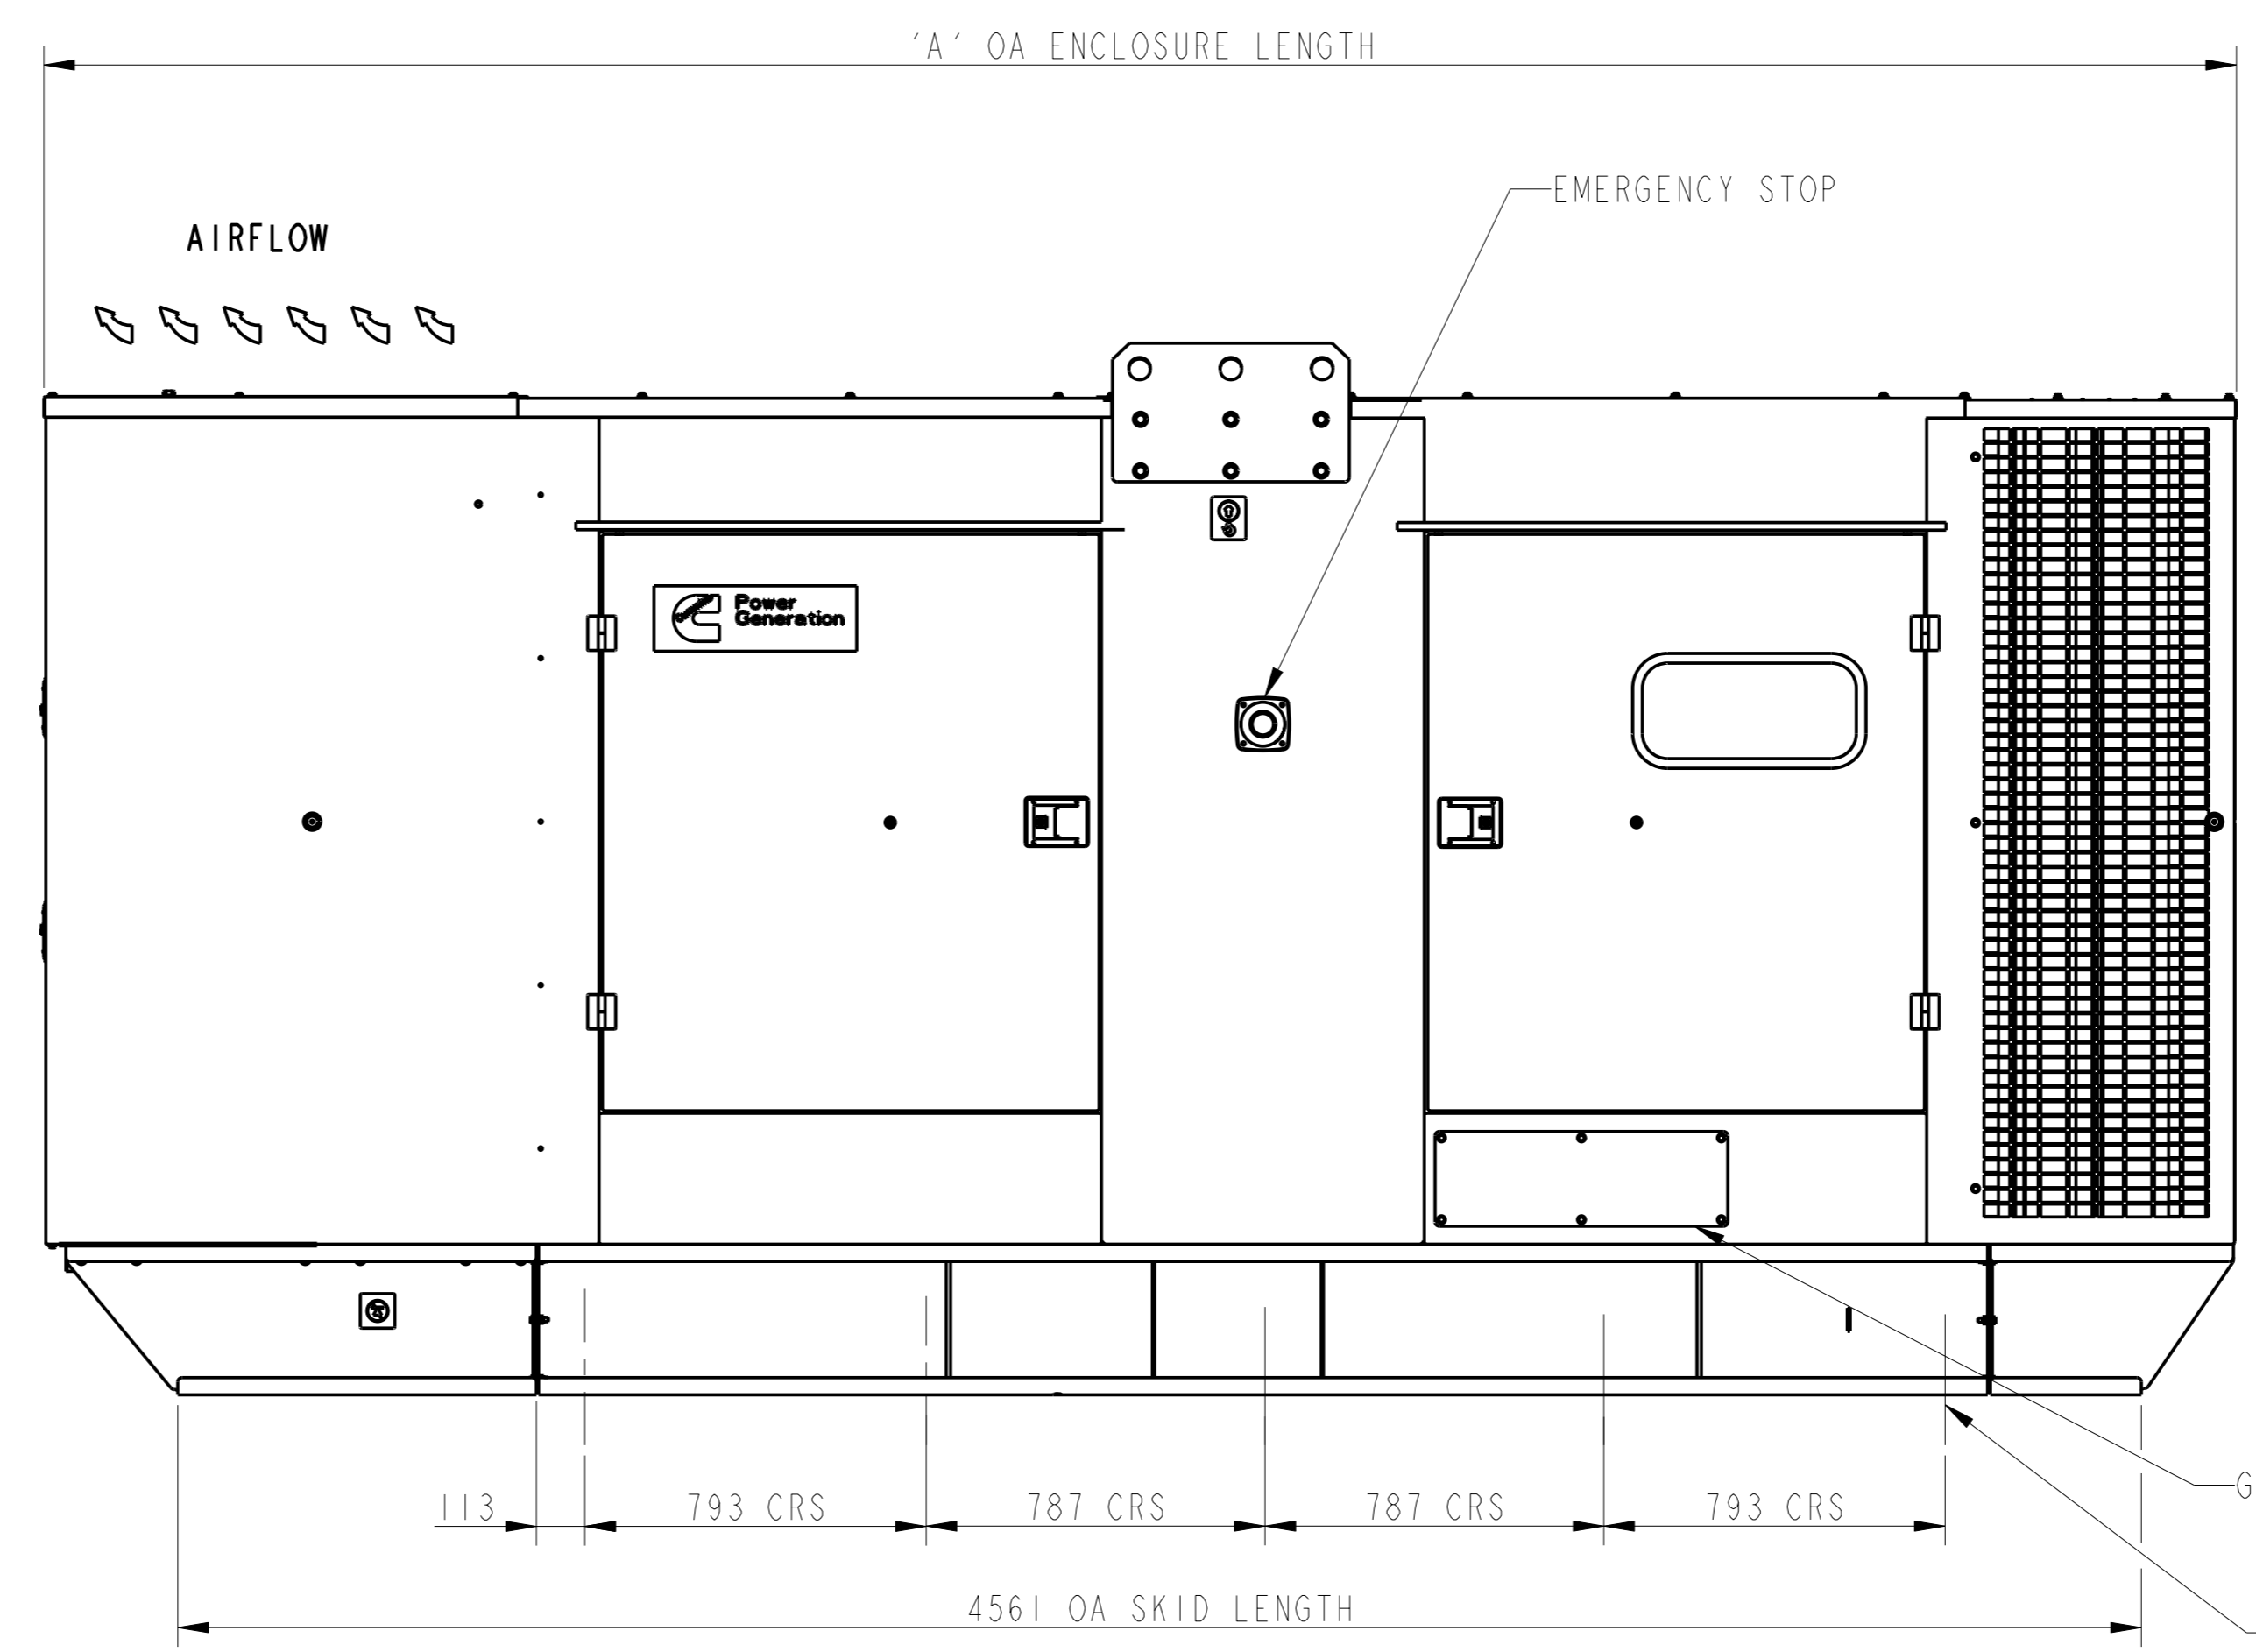 'A' OA ENCLOSURE LENGTH
EMERGENCY STOP
AIRFLOW
Power
Generation
G
113
793 CRS
787 CRS
787 CRS
793 CRS
4561 OA SKID LENGTH